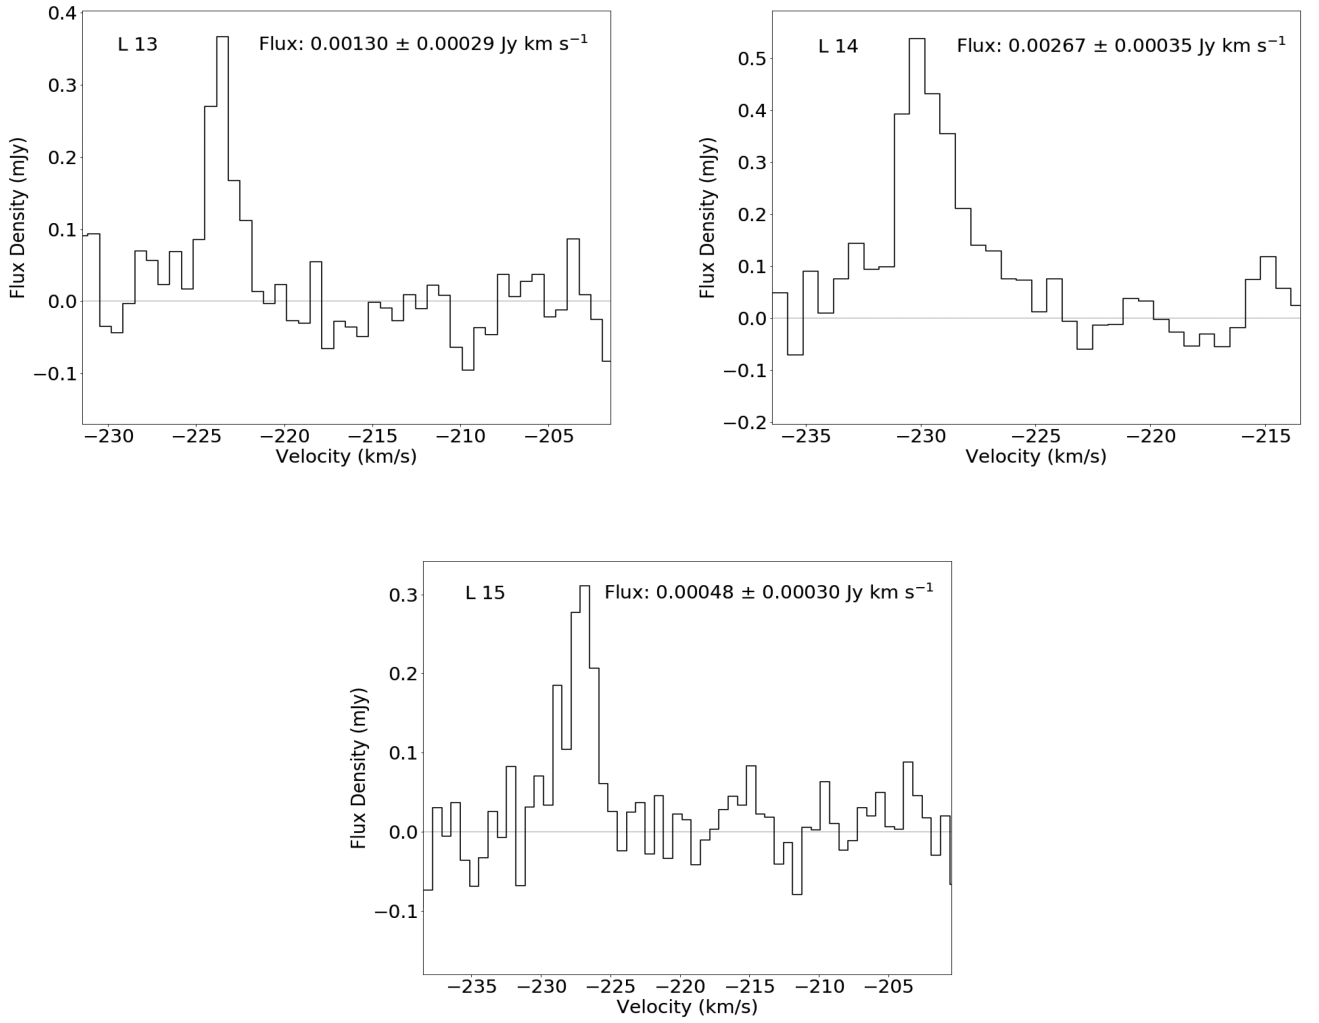 L 13
Flux: 0.00130 ± 0.00029 Jy km s⁻¹
0.4
0.3
0.2
0.1
0.0
−0.1
Flux Density (mJy)
−230 −225 −220 −215 −210 −205
Velocity (km/s)
L 14
Flux: 0.00267 ± 0.00035 Jy km s⁻¹
0.5
0.4
0.3
0.2
0.1
0.0
−0.1
−0.2
Flux Density (mJy)
−235 −230 −225 −220 −215
Velocity (km/s)
L 15
Flux: 0.00048 ± 0.00030 Jy km s⁻¹
0.3
0.2
0.1
0.0
−0.1
Flux Density (mJy)
−235 −230 −225 −220 −215 −210 −205
Velocity (km/s)